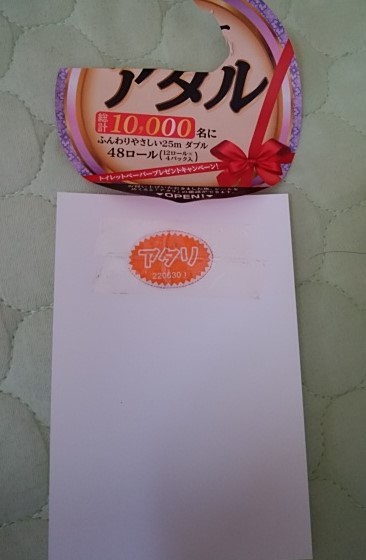 アタル
総計10,000名に
ふんわりやさしい25m ダブル
48ロール(12ロール×4パック入)
トイレットペーパープレゼントキャンペーン!
▼OPEN!▼
アタリ
220630